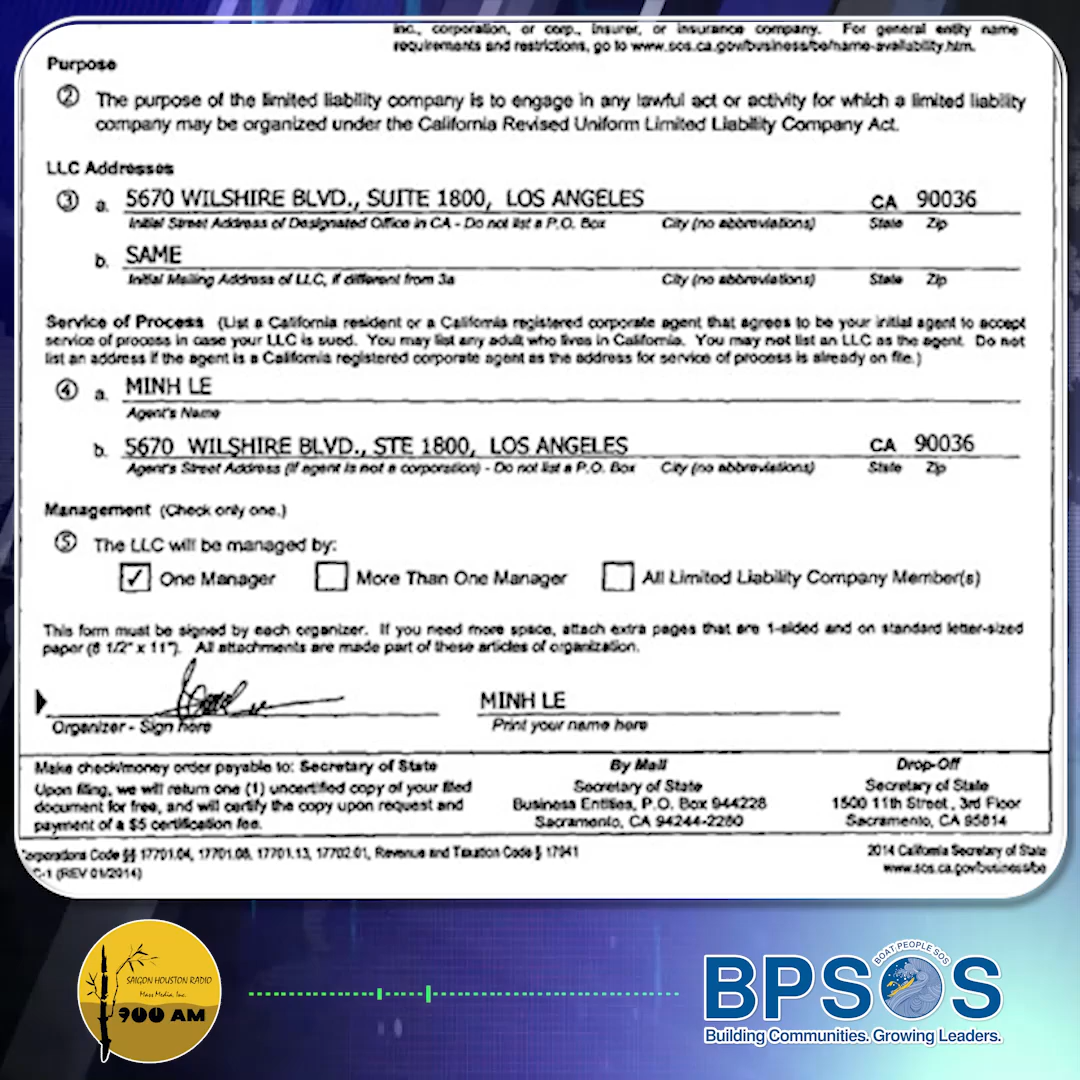 Inc., corporation, or corp., insurer, or insurance company. For general entity name
requirements and restrictions, go to www.sos.ca.gov/business/be/name-availability.htm.
Purpose
② The purpose of the limited liability company is to engage in any lawful act or activity for which a limited liability
company may be organized under the California Revised Uniform Limited Liability Company Act.
LLC Addresses
③ a. 5670 WILSHIRE BLVD., SUITE 1800, LOS ANGELES CA 90036
Initial Street Address of Designated Office in CA - Do not list a P.O. Box City (no abbreviations) State Zip
b. SAME
Initial Mailing Address of LLC, if different from 3a City (no abbreviations) State Zip
Service of Process (List a California resident or a California registered corporate agent that agrees to be your initial agent to accept
service of process in case your LLC is sued. You may list any adult who lives in California. You may not list an LLC as the agent. Do not
list an address if the agent is a California registered corporate agent as the address for service of process is already on file.)
④ a. MINH LE
Agent's Name
b. 5670 WILSHIRE BLVD., STE 1800, LOS ANGELES CA 90036
Agent's Street Address (if agent is not a corporation) - Do not list a P.O. Box City (no abbreviations) State Zip
Management (Check only one.)
⑤ The LLC will be managed by:
✓ One Manager More Than One Manager All Limited Liability Company Member(s)
This form must be signed by each organizer. If you need more space, attach extra pages that are 1-sided and on standard letter-sized
paper (8 1/2" x 11"). All attachments are made part of these articles of organization.
MINH LE
Organizer - Sign here Print your name here
Make check/money order payable to: Secretary of State
Upon filing, we will return one (1) uncertified copy of your filed
document for free, and will certify the copy upon request and
payment of a $5 certification fee.
By Mail
Secretary of State
Business Entities, P.O. Box 944228
Sacramento, CA 94244-2280
Drop-Off
Secretary of State
1500 11th Street., 3rd Floor
Sacramento, CA 95814
Corporations Code §§ 17701.04, 17701.08, 17701.13, 17702.01, Revenue and Taxation Code § 17941
2014 California Secretary of State
LLC-1 (REV 01/2014)
www.sos.ca.gov/business/be
SAIGON HOUSTON RADIO
Mass Media, Inc.
900 AM
BOAT PEOPLE SOS
BPSOS
Building Communities. Growing Leaders.